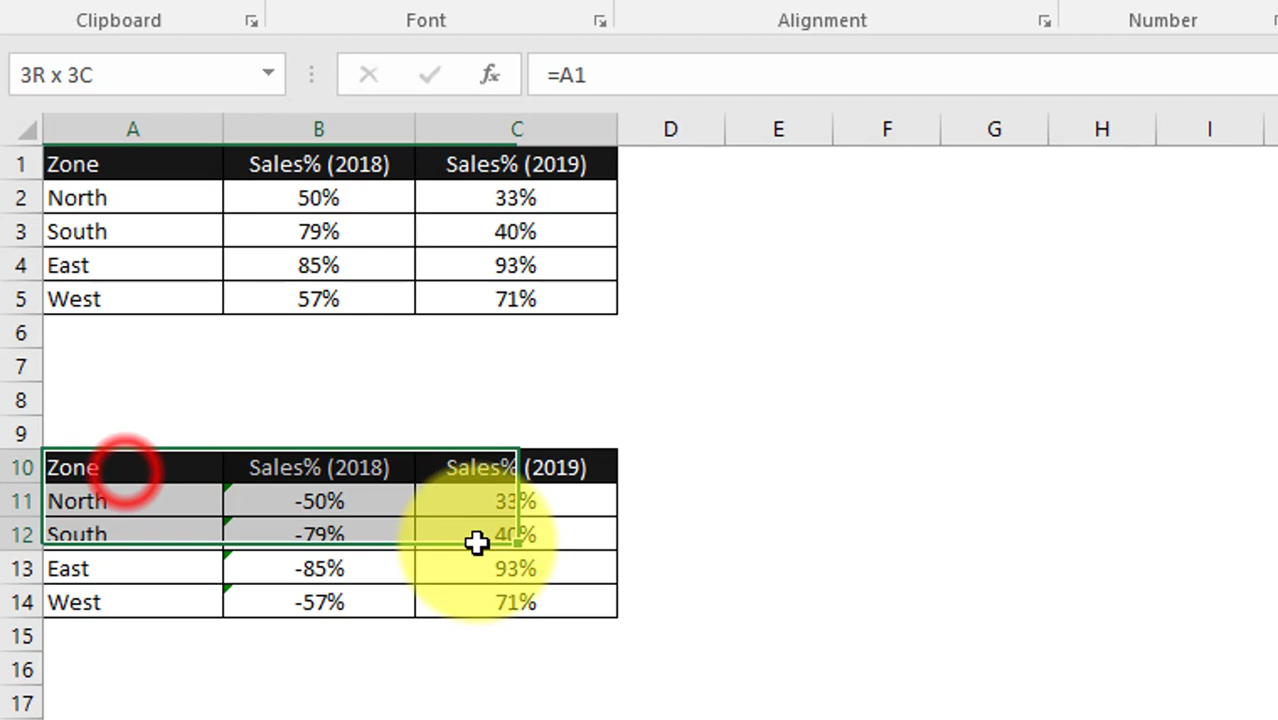 Clipboard Font Alignment Number
3R x 3C fx =A1
A B C D E F G H I
1 Zone Sales% (2018) Sales% (2019)
2 North 50% 33%
3 South 79% 40%
4 East 85% 93%
5 West 57% 71%
6
7
8
9
10 Zone Sales% (2018) Sales% (2019)
11 North -50% 33%
12 South -79% 40%
13 East -85% 93%
14 West -57% 71%
15
16
17